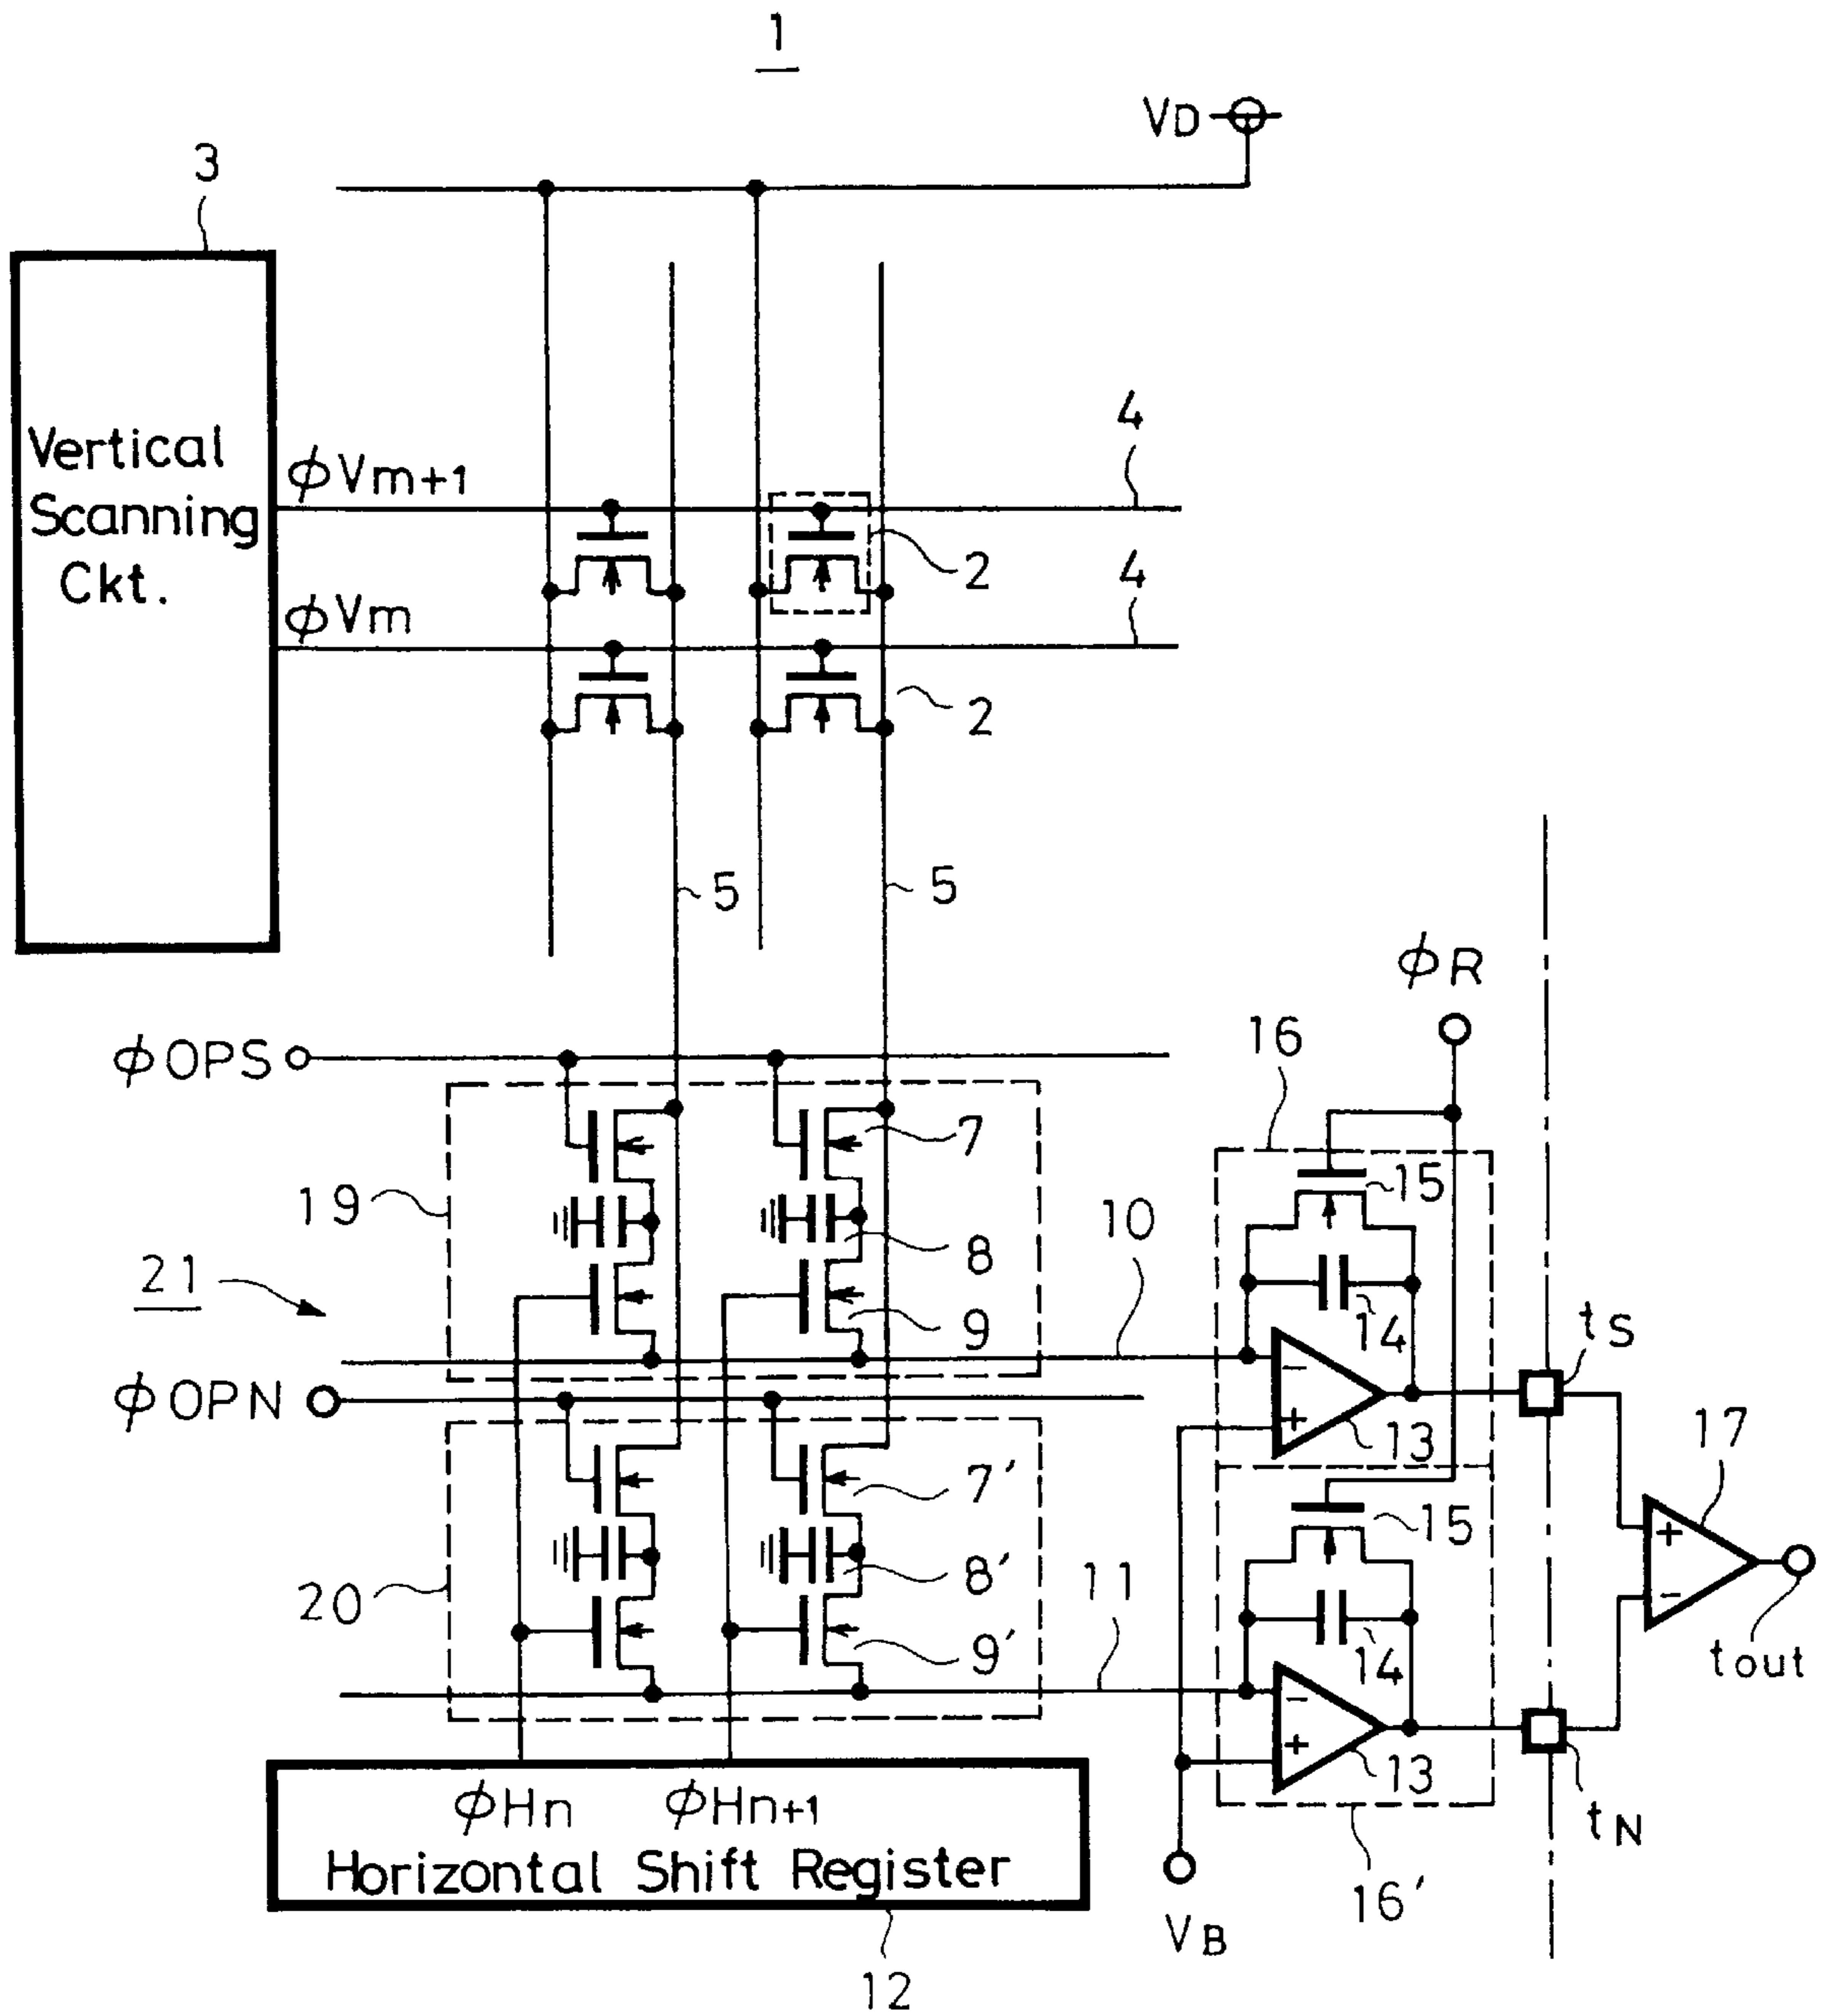 1
VD
3
Vertical
Scanning
Ckt.
ϕVm+1
4
2
ϕVm
4
2
5
5
ϕR
ϕOPS
16
7
15
19
10
8
21
14
9
tS
ϕOPN
13
17
7'
15
20
8'
11
9'
14
tout
13
ϕHn
ϕHn+1
tN
Horizontal Shift Register
16'
VB
12